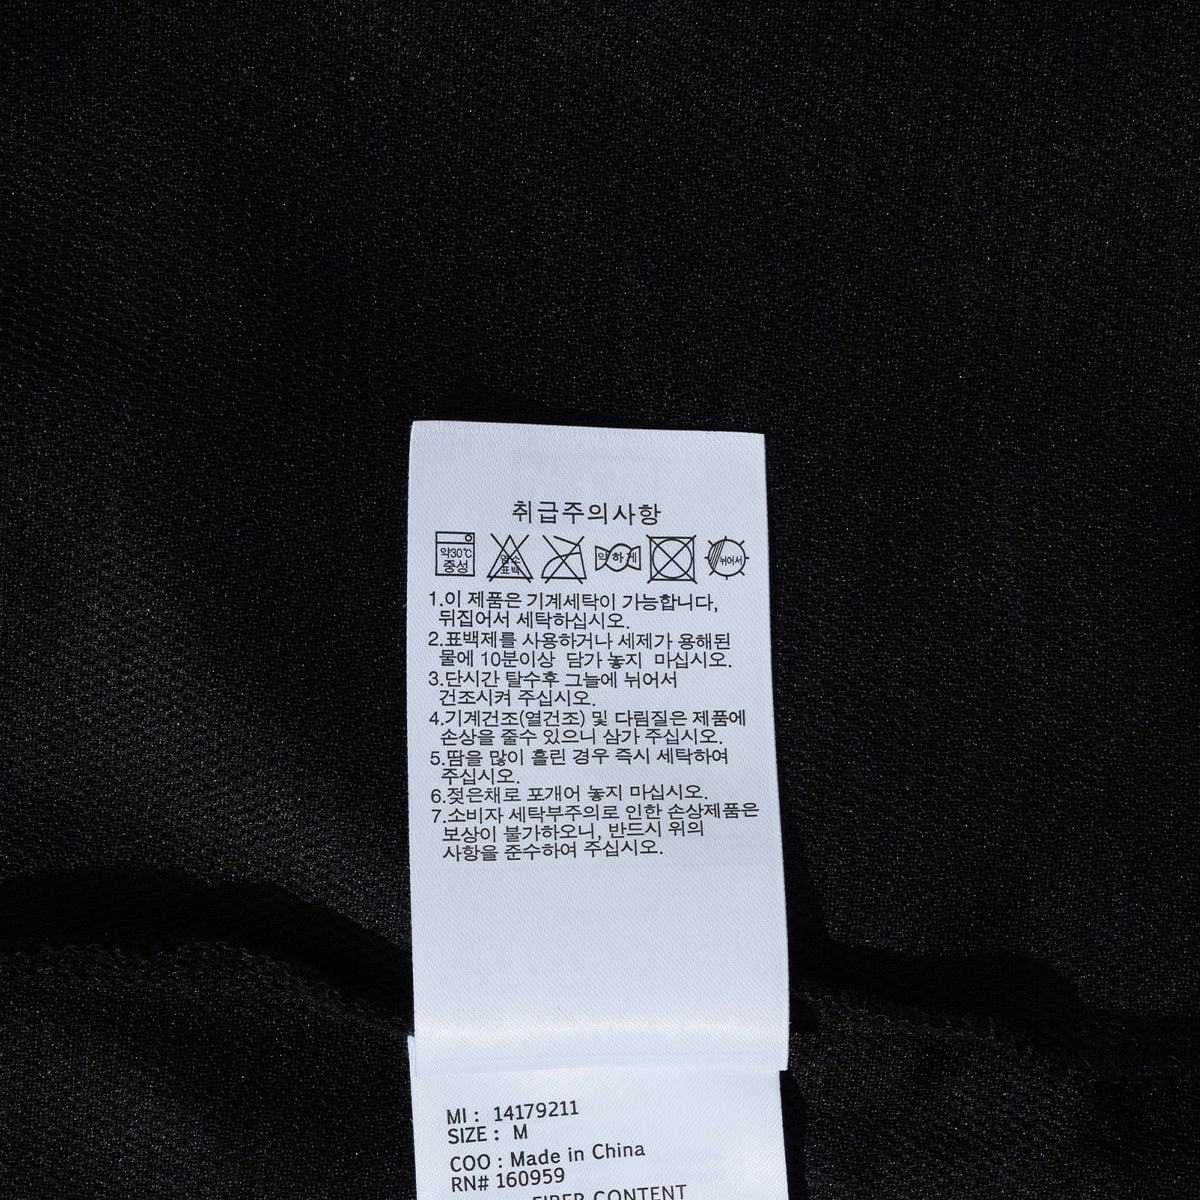 취급주의사항
약30℃
중성
염소
표백
약하게
뉘어서
1.이 제품은 기계세탁이 가능합니다,
뒤집어서 세탁하십시오.
2.표백제를 사용하거나 세제가 용해된
물에 10분이상 담가 놓지 마십시오.
3.단시간 탈수후 그늘에 뉘어서
건조시켜 주십시오.
4.기계건조(열건조) 및 다림질은 제품에
손상을 줄수 있으니 삼가 주십시오.
5.땀을 많이 흘린 경우 즉시 세탁하여
주십시오.
6.젖은채로 포개어 놓지 마십시오.
7.소비자 세탁부주의로 인한 손상제품은
보상이 불가하오니, 반드시 위의
사항을 준수하여 주십시오.
MI : 14179211
SIZE : M
COO : Made in China
RN# 160959
FIBER CONTENT